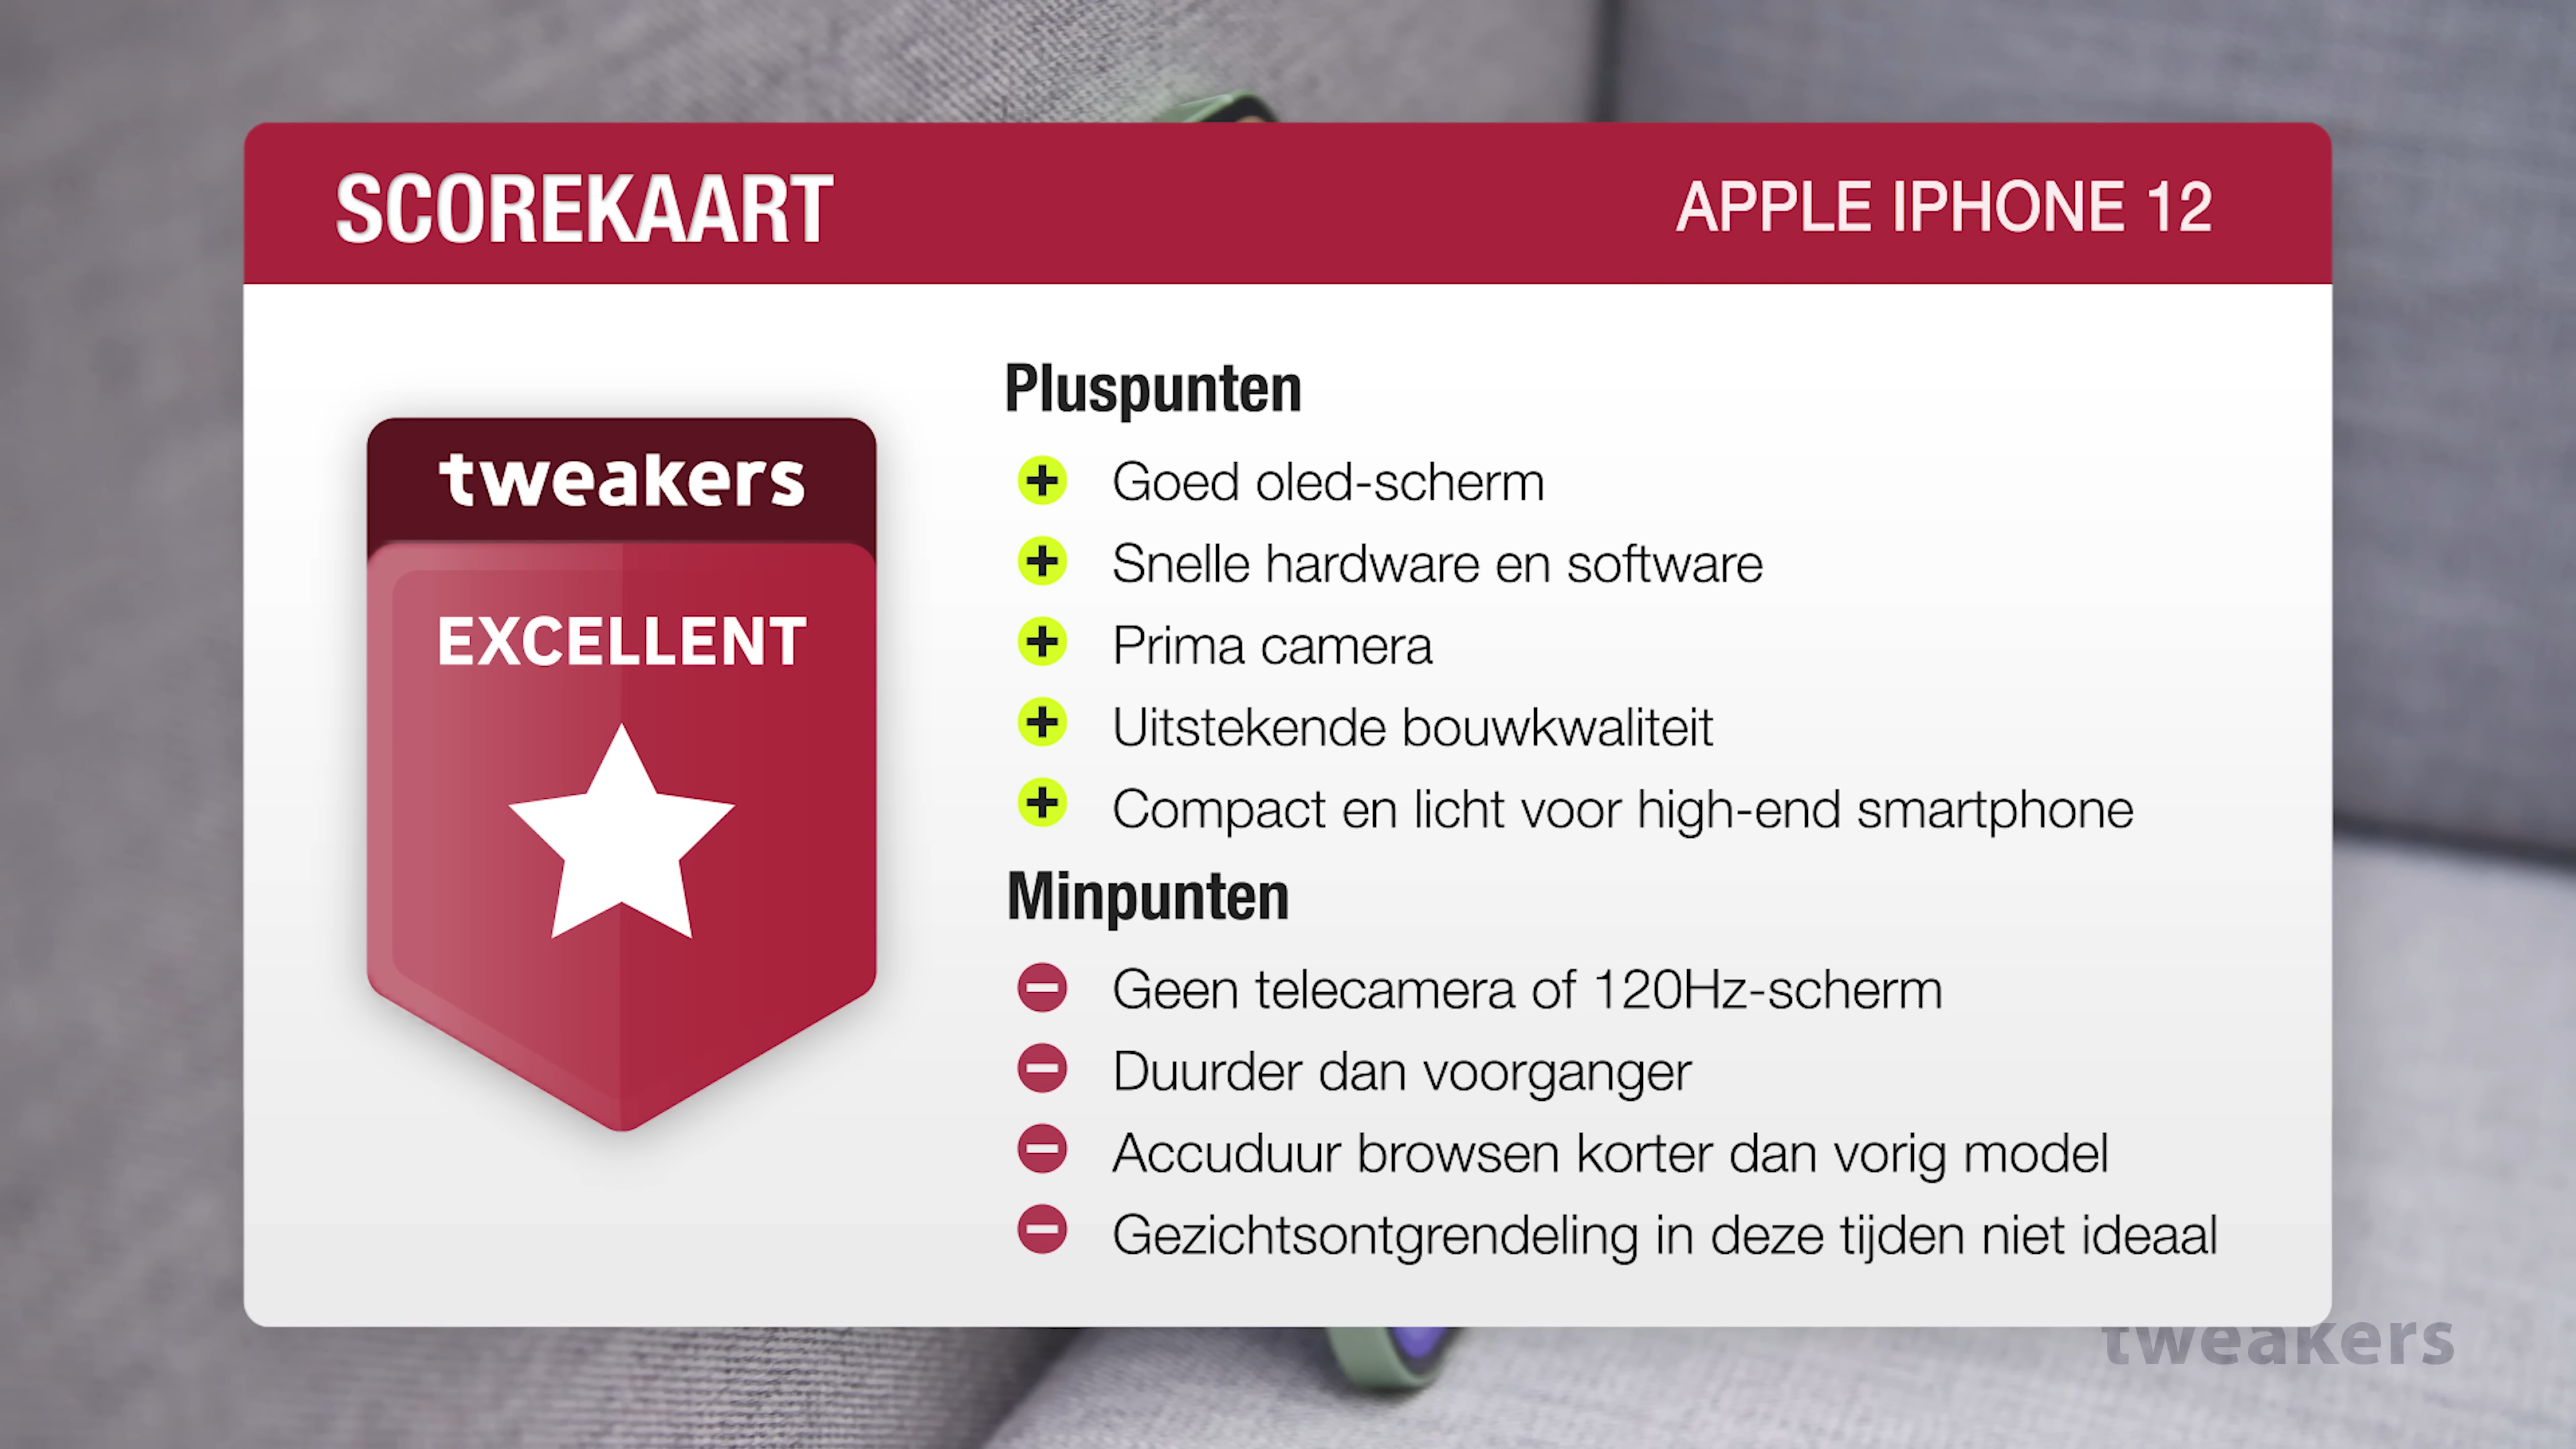 SCOREKAART
APPLE IPHONE 12
tweakers
EXCELLENT
Pluspunten
Goed oled-scherm
Snelle hardware en software
Prima camera
Uitstekende bouwkwaliteit
Compact en licht voor high-end smartphone
Minpunten
Geen telecamera of 120Hz-scherm
Duurder dan voorganger
Accuduur browsen korter dan vorig model
Gezichtsontgrendeling in deze tijden niet ideaal
tweakers